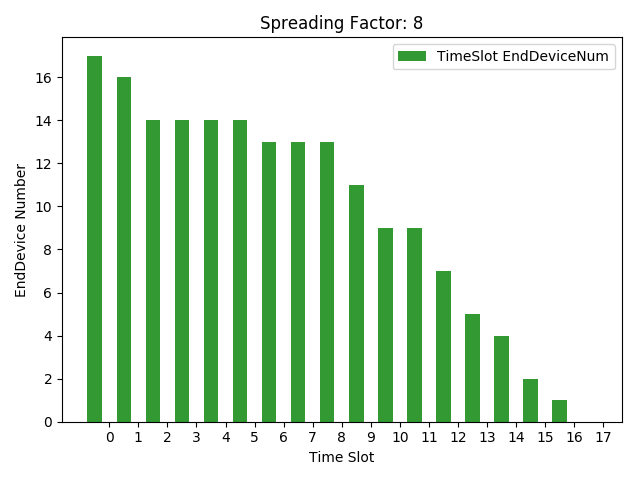 Spreading Factor: 8
TimeSlot EndDeviceNum
EndDevice Number
16
14
12
10
8
6
4
2
0
0 1 2 3 4 5 6 7 8 9 10 11 12 13 14 15 16 17
Time Slot